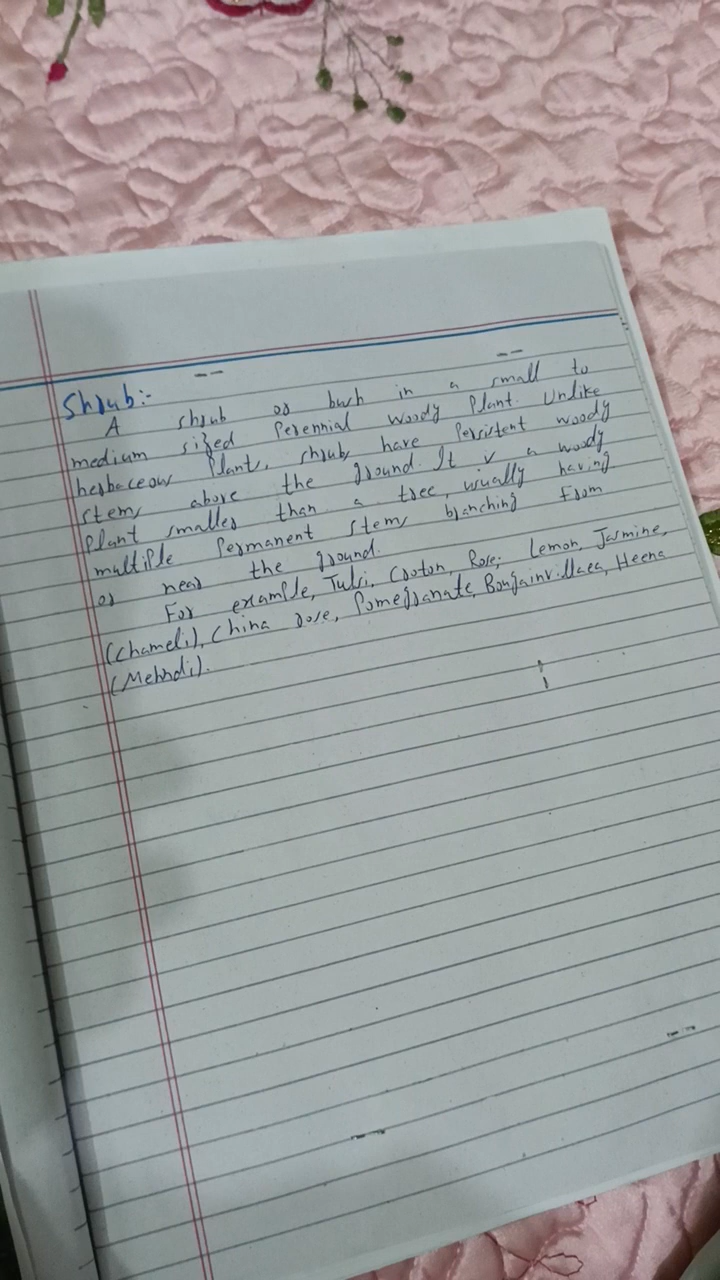 Shrub:-
A shrub or bush in a small to
medium sized Perennial woody Plant. Unlike
herbaceous Plants, shrubs have Persistent woody
stems above the ground. It is a woody
Plant smaller than a tree, usually having
multiple Permanent stems branching From
or near the ground.
For example, Tulsi, Croton, Rose, Lemon, Jasmine,
(Chameli), China rose, Pomegranate, Bougainvillaea, Heena
(Mehndi).